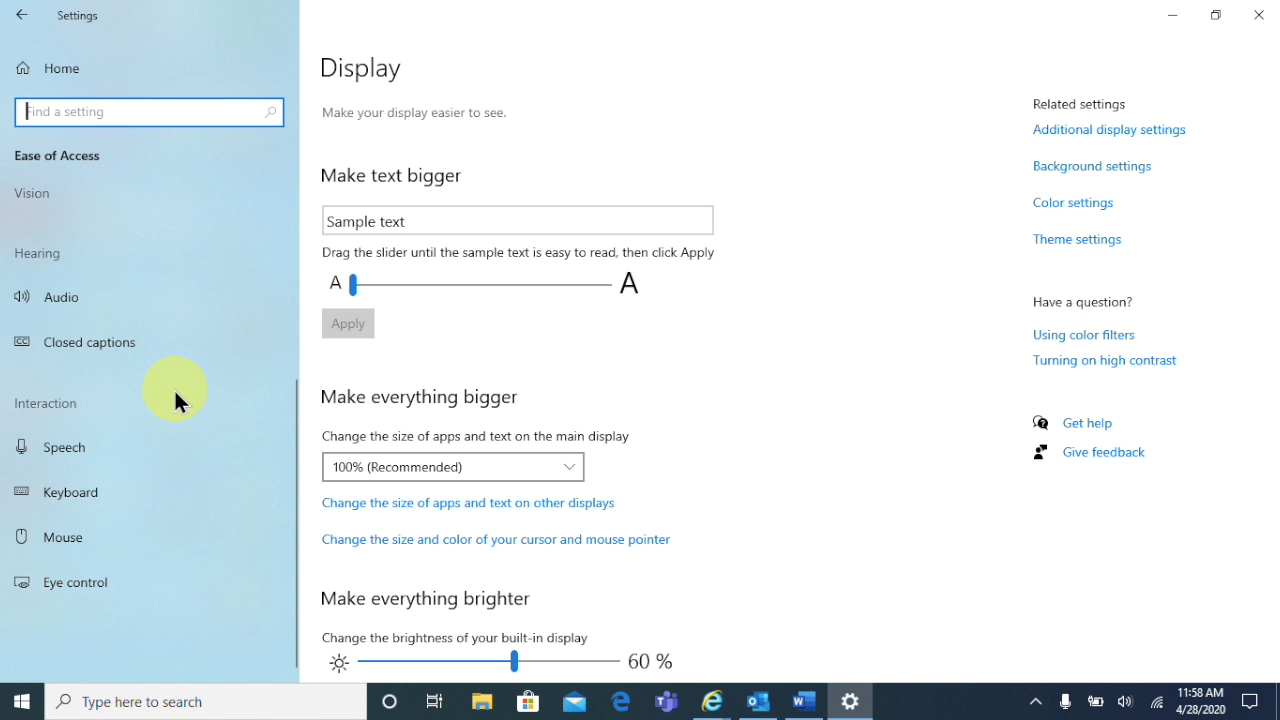 Settings
Home
Find a setting
Ease of Access
Vision
Hearing
Audio
Closed captions
Interaction
Speech
Keyboard
Mouse
Eye control
Display
Make your display easier to see.
Make text bigger
Sample text
Drag the slider until the sample text is easy to read, then click Apply
A A
Apply
Make everything bigger
Change the size of apps and text on the main display
100% (Recommended)
Change the size of apps and text on other displays
Change the size and color of your cursor and mouse pointer
Make everything brighter
Change the brightness of your built-in display
60 %
Related settings
Additional display settings
Background settings
Color settings
Theme settings
Have a question?
Using color filters
Turning on high contrast
Get help
Give feedback
Type here to search
11:58 AM
4/28/2020